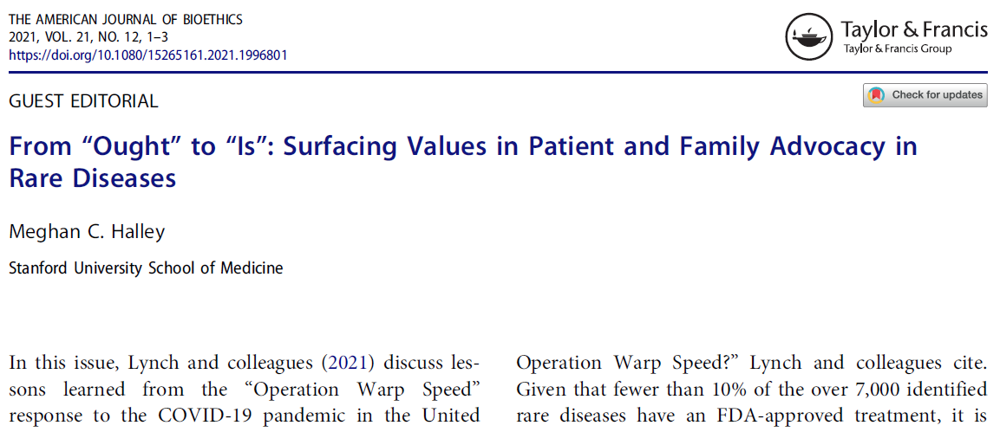 THE AMERICAN JOURNAL OF BIOETHICS
2021, VOL. 21, NO. 12, 1–3
https://doi.org/10.1080/15265161.2021.1996801
Taylor & Francis
Taylor & Francis Group
GUEST EDITORIAL
Check for updates
From “Ought” to “Is”: Surfacing Values in Patient and Family Advocacy in
Rare Diseases
Meghan C. Halley
Stanford University School of Medicine
In this issue, Lynch and colleagues (2021) discuss les-
sons learned from the “Operation Warp Speed”
response to the COVID-19 pandemic in the United
Operation Warp Speed?” Lynch and colleagues cite.
Given that fewer than 10% of the over 7,000 identified
rare diseases have an FDA-approved treatment, it is